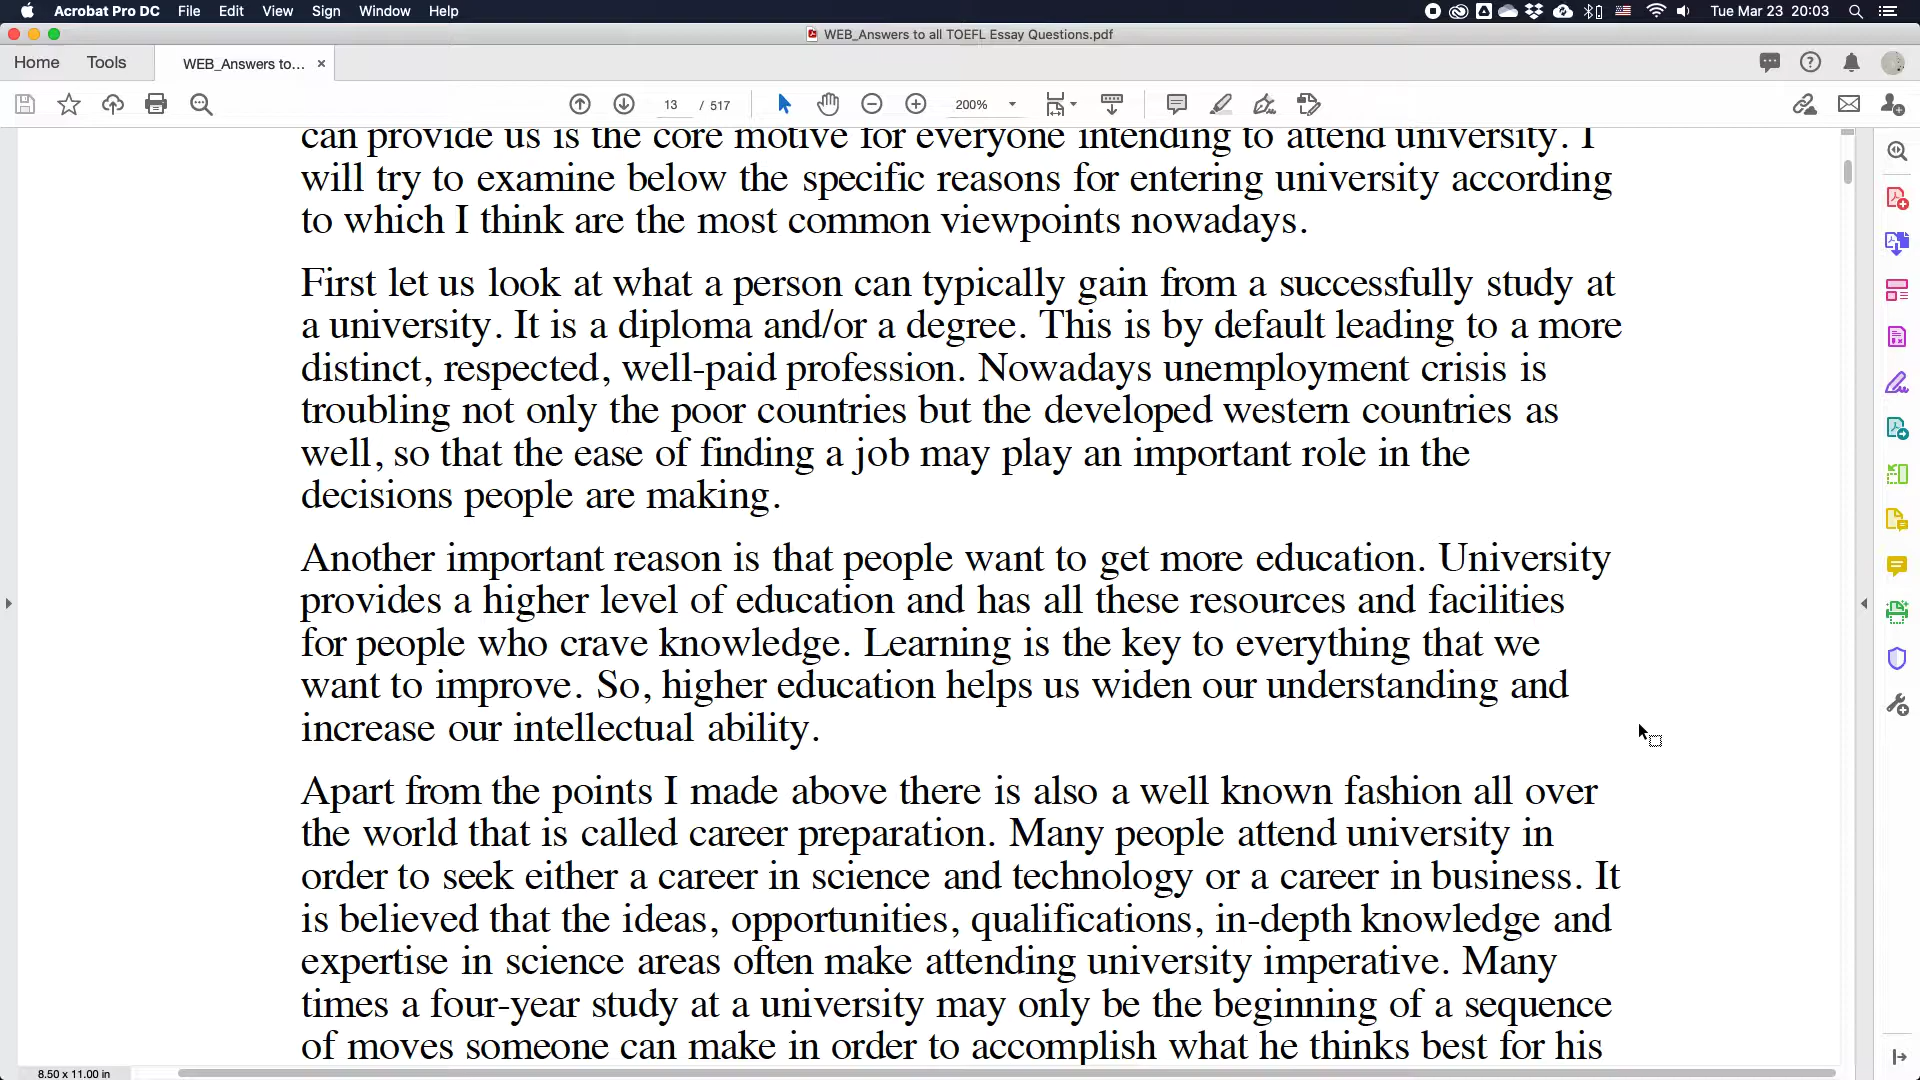 Acrobat Pro DC File Edit View Sign Window Help Tue Mar 23 20:03
WEB_Answers to all TOEFL Essay Questions.pdf
Home Tools WEB_Answers to... ×
13 / 517 200%
can provide us is the core motive for everyone intending to attend university. I
will try to examine below the specific reasons for entering university according
to which I think are the most common viewpoints nowadays.
First let us look at what a person can typically gain from a successfully study at
a university. It is a diploma and/or a degree. This is by default leading to a more
distinct, respected, well-paid profession. Nowadays unemployment crisis is
troubling not only the poor countries but the developed western countries as
well, so that the ease of finding a job may play an important role in the
decisions people are making.
Another important reason is that people want to get more education. University
provides a higher level of education and has all these resources and facilities
for people who crave knowledge. Learning is the key to everything that we
want to improve. So, higher education helps us widen our understanding and
increase our intellectual ability.
Apart from the points I made above there is also a well known fashion all over
the world that is called career preparation. Many people attend university in
order to seek either a career in science and technology or a career in business. It
is believed that the ideas, opportunities, qualifications, in-depth knowledge and
expertise in science areas often make attending university imperative. Many
times a four-year study at a university may only be the beginning of a sequence
of moves someone can make in order to accomplish what he thinks best for his
8.50 x 11.00 in